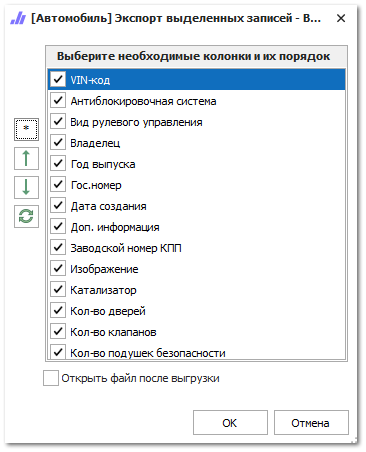 [Автомобиль] Экспорт выделенных записей - В...
Выберите необходимые колонки и их порядок
VIN-код
Антиблокировочная система
Вид рулевого управления
Владелец
Год выпуска
Гос.номер
Дата создания
Доп. информация
Заводской номер КПП
Изображение
Катализатор
Кол-во дверей
Кол-во клапанов
Кол-во подушек безопасности
*
Открыть файл после выгрузки
OK
Отмена